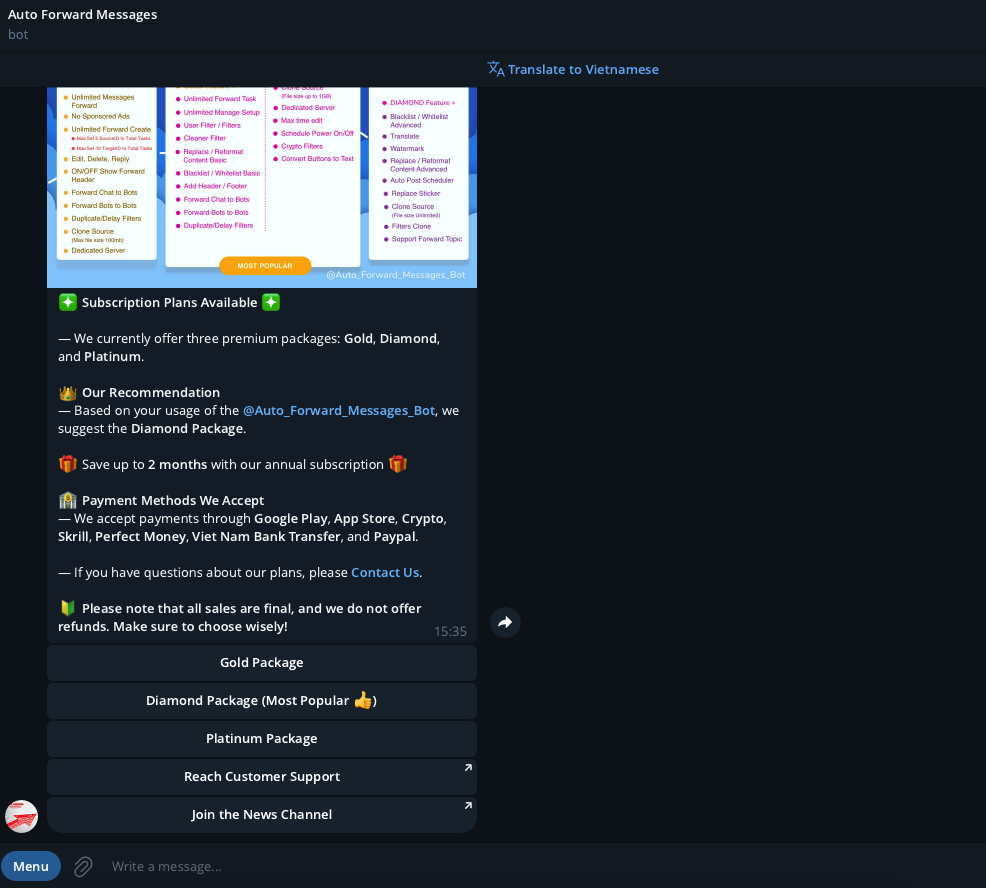 Auto Forward Messages
bot
Translate to Vietnamese
Unlimited Messages
Forward
No Sponsored Ads
Unlimited Forward Create
Max Set 5 SourceID In Total Tasks
Max Set 10 TargetID In Total Tasks
Edit, Delete, Reply
ON/OFF Show Forward
Header
Forward Chat to Bots
Forward Bots to Bots
Duplicate/Delay Filters
Clone Source
(Max file size 100mb)
Dedicated Server
Unlimited Forward Task
Unlimited Manage Setup
User Filter / Filters
Cleaner Filter
Replace / Reformat
Content Basic
Blacklist / Whitelist Basic
Add Header / Footer
Forward Chat to Bots
Forward Bots to Bots
Duplicate/Delay Filters
Clone Source
(File size up to 1GB)
Dedicated Server
Max time edit
Schedule Power On/Off
Crypto Filters
Convert Buttons to Text
MOST POPULAR
DIAMOND Feature +
Blacklist / Whitelist
Advanced
Translate
Watermark
Replace / Reformat
Content Advanced
Auto Post Scheduler
Replace Sticker
Clone Source
(File size Unlimited)
Filters Clone
Support Forward Topic
@Auto_Forward_Messages_Bot
Subscription Plans Available
— We currently offer three premium packages: Gold, Diamond,
and Platinum.
Our Recommendation
— Based on your usage of the @Auto_Forward_Messages_Bot, we
suggest the Diamond Package.
Save up to 2 months with our annual subscription
Payment Methods We Accept
— We accept payments through Google Play, App Store, Crypto,
Skrill, Perfect Money, Viet Nam Bank Transfer, and Paypal.
— If you have questions about our plans, please Contact Us.
Please note that all sales are final, and we do not offer
refunds. Make sure to choose wisely!
15:35
Gold Package
Diamond Package (Most Popular 👍)
Platinum Package
Reach Customer Support
Join the News Channel
Menu
Write a message...